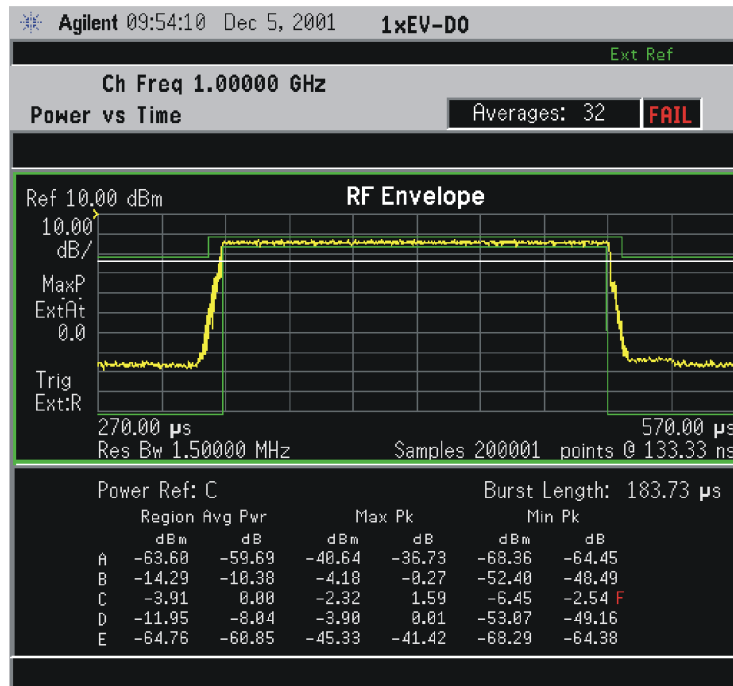 Agilent 09:54:10 Dec 5, 2001 1xEV-DO
Ext Ref
Ch Freq 1.00000 GHz
Power vs Time Averages: 32 FAIL
Ref 10.00 dBm RF Envelope
10.00
dB/
MaxP
ExtAt
0.0
Trig
Ext:R
270.00 µs 570.00 µs
Res Bw 1.50000 MHz Samples 200001 points @ 133.33 ns
Power Ref: C Burst Length: 183.73 µs
Region Avg Pwr Max Pk Min Pk
dBm dB dBm dB dBm dB
A -63.60 -59.69 -40.64 -36.73 -68.36 -64.45
B -14.29 -10.38 -4.18 -0.27 -52.40 -48.49
C -3.91 0.00 -2.32 1.59 -6.45 -2.54 F
D -11.95 -8.04 -3.90 0.01 -53.07 -49.16
E -64.76 -60.85 -45.33 -41.42 -68.29 -64.38